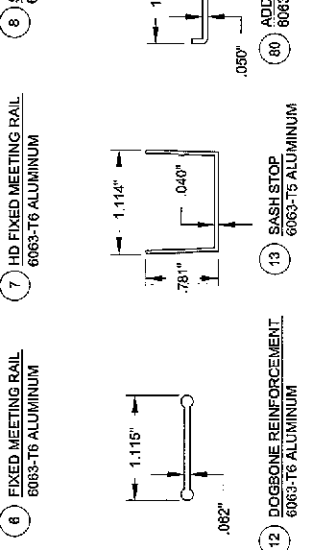 6 FIXED MEETING RAIL
6063-T6 ALUMINUM
7 HD FIXED MEETING RAIL
6063-T6 ALUMINUM
8
1.115"
.062"
1.114"
.040"
.781"
.050"
12 DOGBONE REINFORCEMENT
6063-T6 ALUMINUM
13 SASH STOP
6063-T5 ALUMINUM
80 ADD
6063